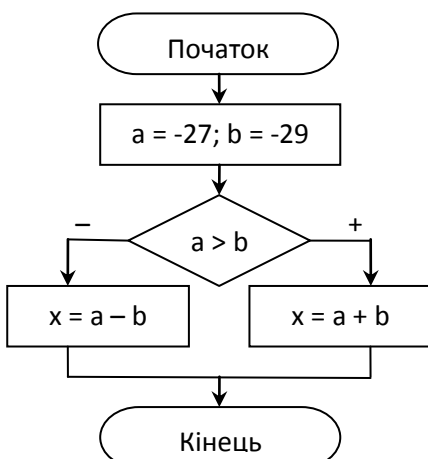 Початок
a = -27; b = -29
– +
a > b
x = a – b x = a + b
Кінець